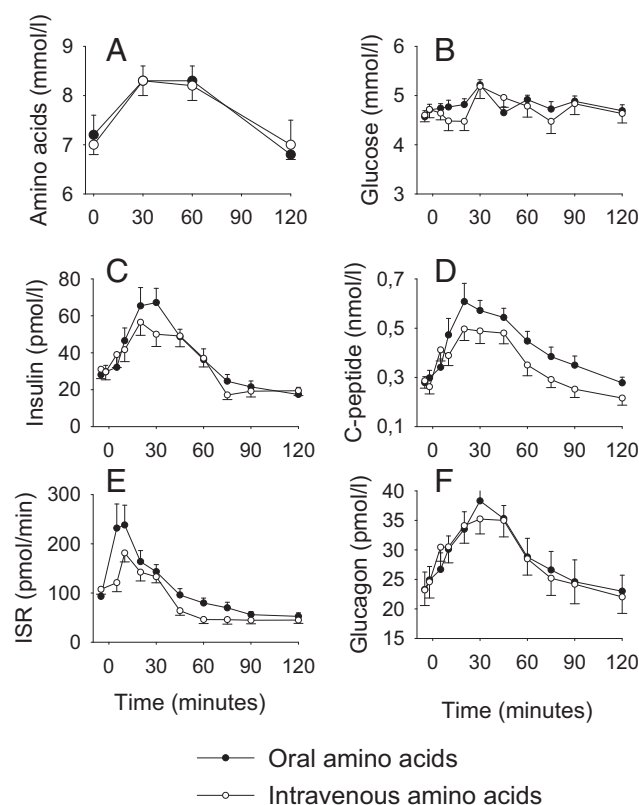 A
Amino acids (mmol/l)
9
8
7
6
0 30 60 90 120
B
Glucose (mmol/l)
6
5
4
3
0 30 60 90 120
C
Insulin (pmol/l)
80
60
40
20
0
0 30 60 90 120
D
C-peptide (nmol/l)
0,7
0,5
0,3
0,1
0 30 60 90 120
E
ISR (pmol/min)
300
200
100
0
0 30 60 90 120
Time (minutes)
F
Glucagon (pmol/l)
40
35
30
25
20
15
0 30 60 90 120
Time (minutes)
Oral amino acids
Intravenous amino acids